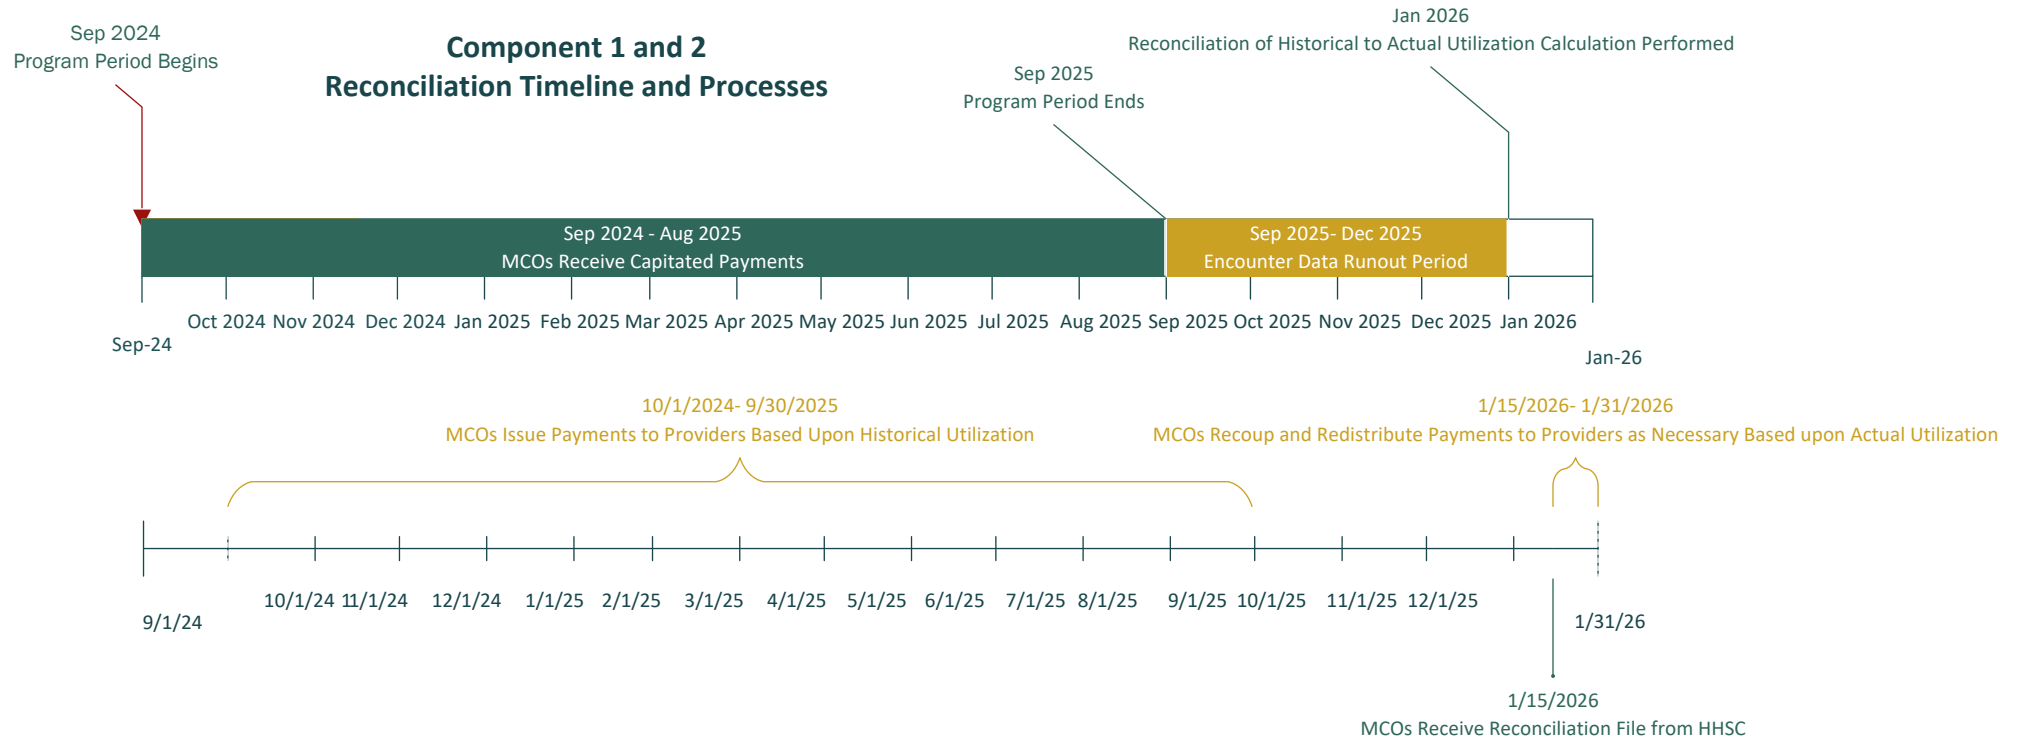 Sep 2024
Program Period Begins
Component 1 and 2
Reconciliation Timeline and Processes
Sep 2025
Program Period Ends
Jan 2026
Reconciliation of Historical to Actual Utilization Calculation Performed
Sep 2024 - Aug 2025
MCOs Receive Capitated Payments
Sep 2025- Dec 2025
Encounter Data Runout Period
Oct 2024 Nov 2024 Dec 2024 Jan 2025 Feb 2025 Mar 2025 Apr 2025 May 2025 Jun 2025 Jul 2025 Aug 2025 Sep 2025 Oct 2025 Nov 2025 Dec 2025 Jan 2026
Sep-24
Jan-26
10/1/2024- 9/30/2025
MCOs Issue Payments to Providers Based Upon Historical Utilization
1/15/2026- 1/31/2026
MCOs Recoup and Redistribute Payments to Providers as Necessary Based upon Actual Utilization
10/1/24 11/1/24 12/1/24 1/1/25 2/1/25 3/1/25 4/1/25 5/1/25 6/1/25 7/1/25 8/1/25 9/1/25 10/1/25 11/1/25 12/1/25
9/1/24
1/31/26
1/15/2026
MCOs Receive Reconciliation File from HHSC